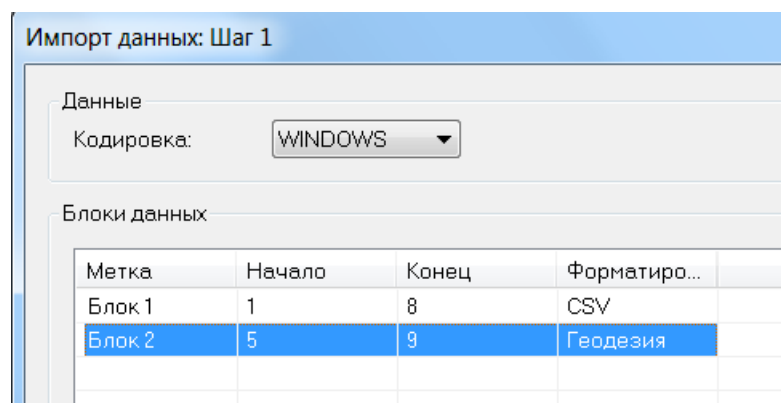 Импорт данных: Шаг 1
Данные
Кодировка: WINDOWS
Блоки данных
Метка Начало Конец Форматиро...
Блок 1 1 8 CSV
Блок 2 5 9 Геодезия